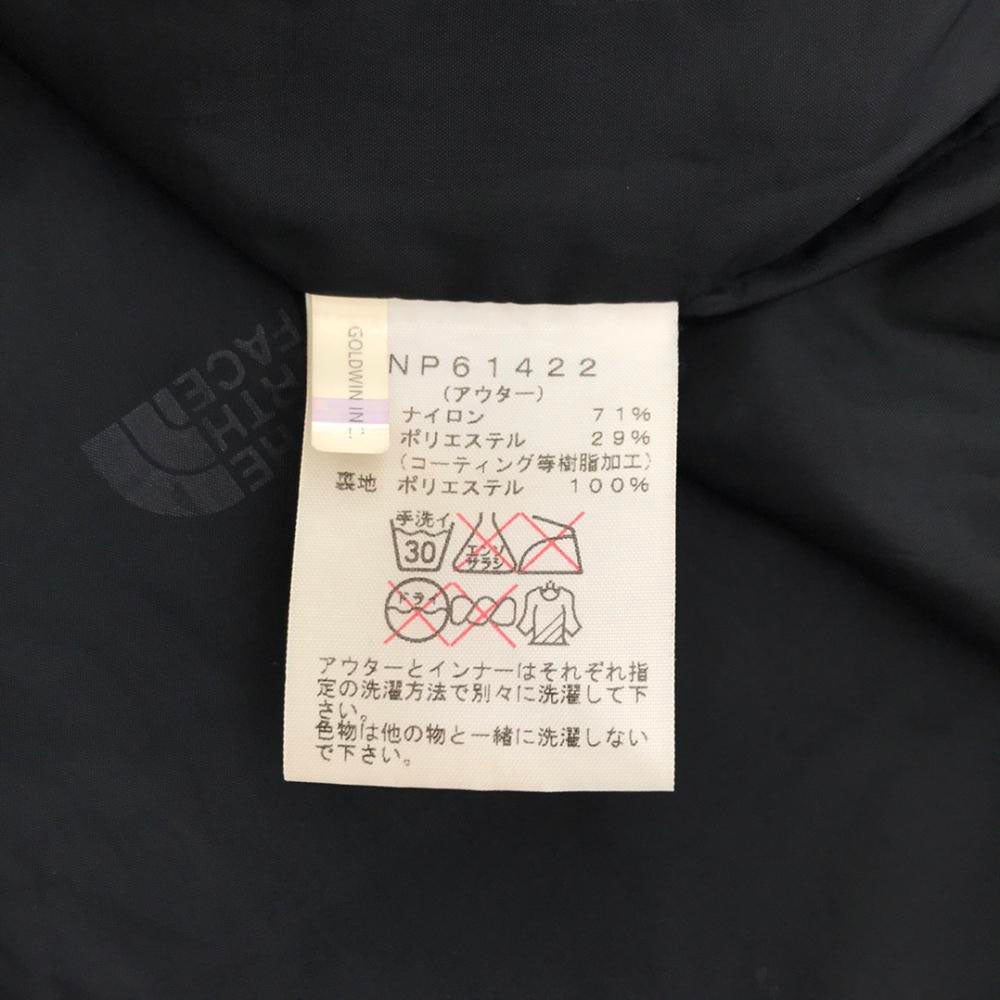 THE
NORTH
FACE
GOLDWIN INC.
NP61422
(アウター)
ナイロン 71%
ポリエステル 29%
(コーティング等樹脂加工)
裏地 ポリエステル 100%
手洗イ
30
エンソ
サラシ
ドライ
アウターとインナーはそれぞれ指
定の洗濯方法で別々に洗濯して下
さい。
色物は他の物と一緒に洗濯しない
で下さい。